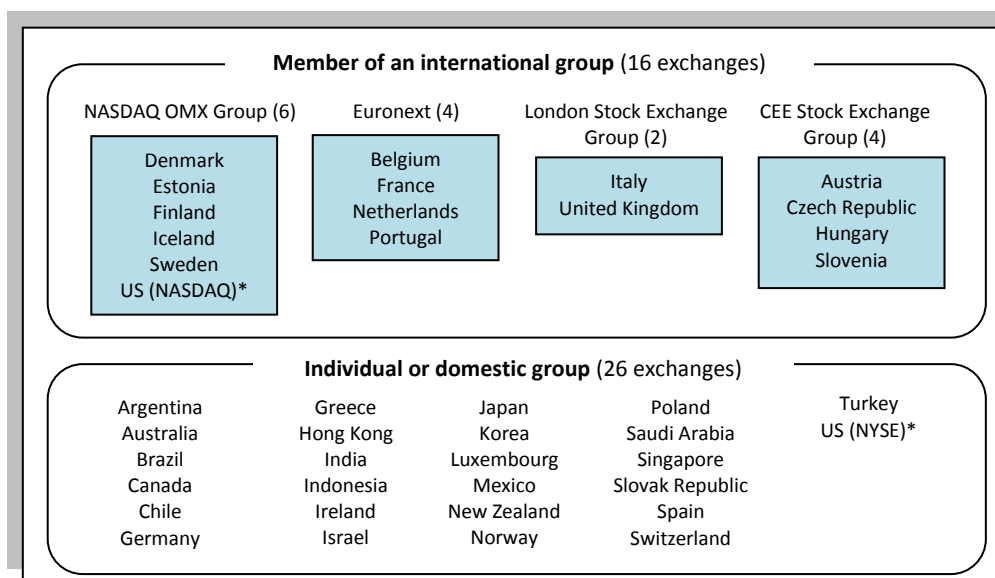 Member of an international group (16 exchanges)
NASDAQ OMX Group (6)
Denmark
Estonia
Finland
Iceland
Sweden
US (NASDAQ)*
Euronext (4)
Belgium
France
Netherlands
Portugal
London Stock Exchange
Group (2)
Italy
United Kingdom
CEE Stock Exchange
Group (4)
Austria
Czech Republic
Hungary
Slovenia
Individual or domestic group (26 exchanges)
Argentina
Australia
Brazil
Canada
Chile
Germany
Greece
Hong Kong
India
Indonesia
Ireland
Israel
Japan
Korea
Luxembourg
Mexico
New Zealand
Norway
Poland
Saudi Arabia
Singapore
Slovak Republic
Spain
Switzerland
Turkey
US (NYSE)*